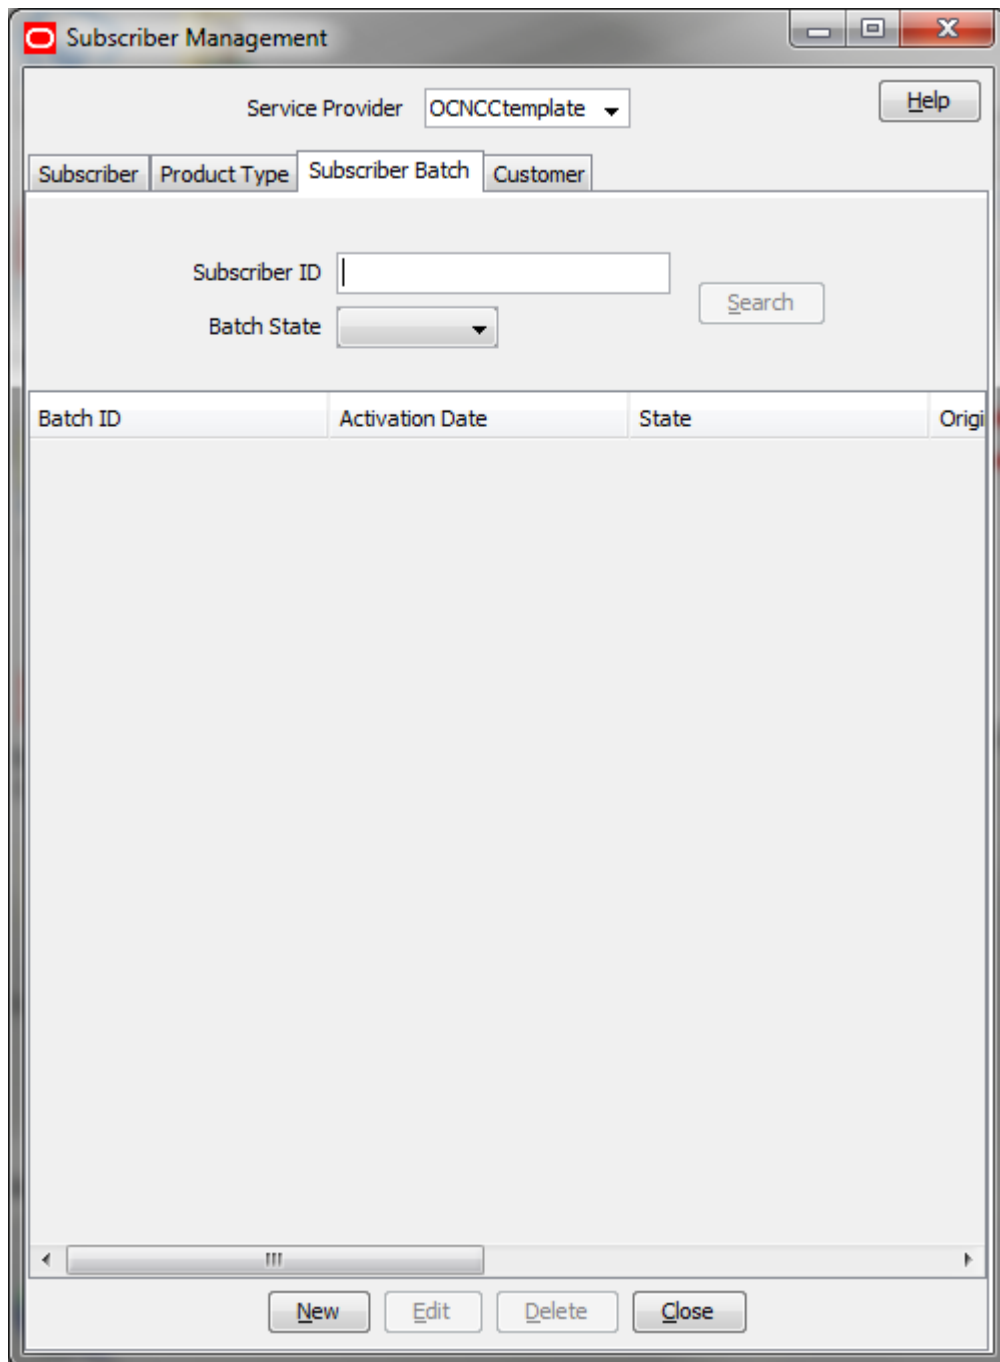 Subscriber Management
Service Provider OCNCCtemplate Help
Subscriber Product Type Subscriber Batch Customer
Subscriber ID
Search
Batch State
Batch ID Activation Date State Origi
New Edit Delete Close